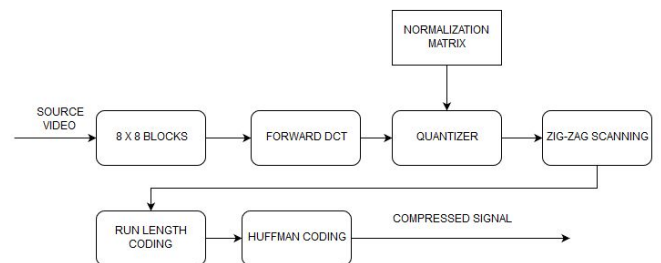 NORMALIZATION
MATRIX
SOURCE
VIDEO
8 X 8 BLOCKS
FORWARD DCT
QUANTIZER
ZIG-ZAG SCANNING
RUN LENGTH
CODING
HUFFMAN CODING
COMPRESSED SIGNAL